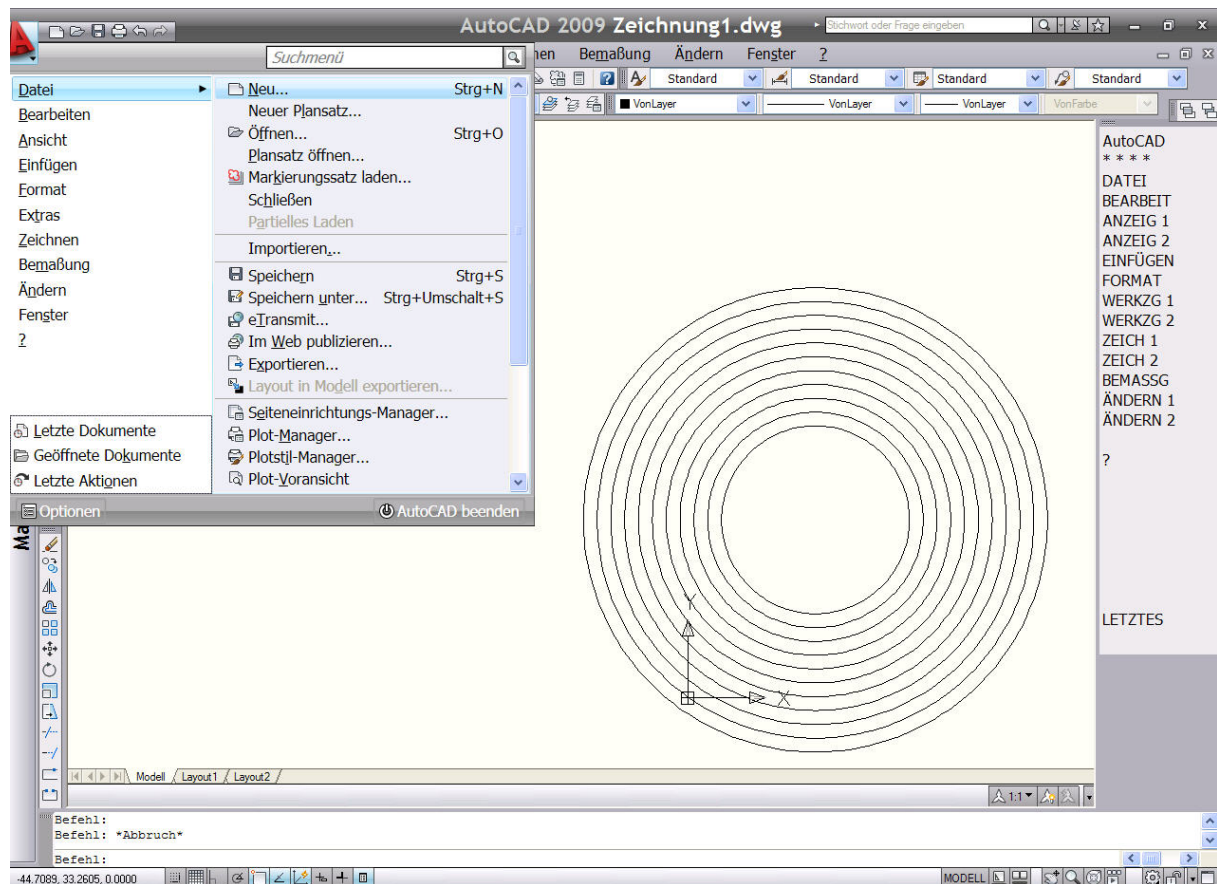 AutoCAD 2009 Zeichnung1.dwg
Stichwort oder Frage eingeben
Suchmenü
nen Bemaßung Ändern Fenster ?
Standard Standard Standard Standard
VonLayer VonLayer VonLayer VonFarbe
Datei
Bearbeiten
Ansicht
Einfügen
Format
Extras
Zeichnen
Bemaßung
Ändern
Fenster
?
Neu... Strg+N
Neuer Plansatz...
Öffnen... Strg+O
Plansatz öffnen...
Markierungssatz laden...
Schließen
Partielles Laden
Importieren...
Speichern Strg+S
Speichern unter... Strg+Umschalt+S
eTransmit...
Im Web publizieren...
Exportieren...
Layout in Modell exportieren...
Seiteneinrichtungs-Manager...
Plot-Manager...
Plotstil-Manager...
Plot-Voransicht
Letzte Dokumente
Geöffnete Dokumente
Letzte Aktionen
Optionen AutoCAD beenden
Ma
AutoCAD
* * * *
DATEI
BEARBEIT
ANZEIG 1
ANZEIG 2
EINFÜGEN
FORMAT
WERKZG 1
WERKZG 2
ZEICH 1
ZEICH 2
BEMASSG
ÄNDERN 1
ÄNDERN 2
?
LETZTES
Y
X
Modell Layout1 Layout2
1:1
Befehl:
Befehl: *Abbruch*
Befehl:
-44.7089, 33.2605, 0.0000 MODELL